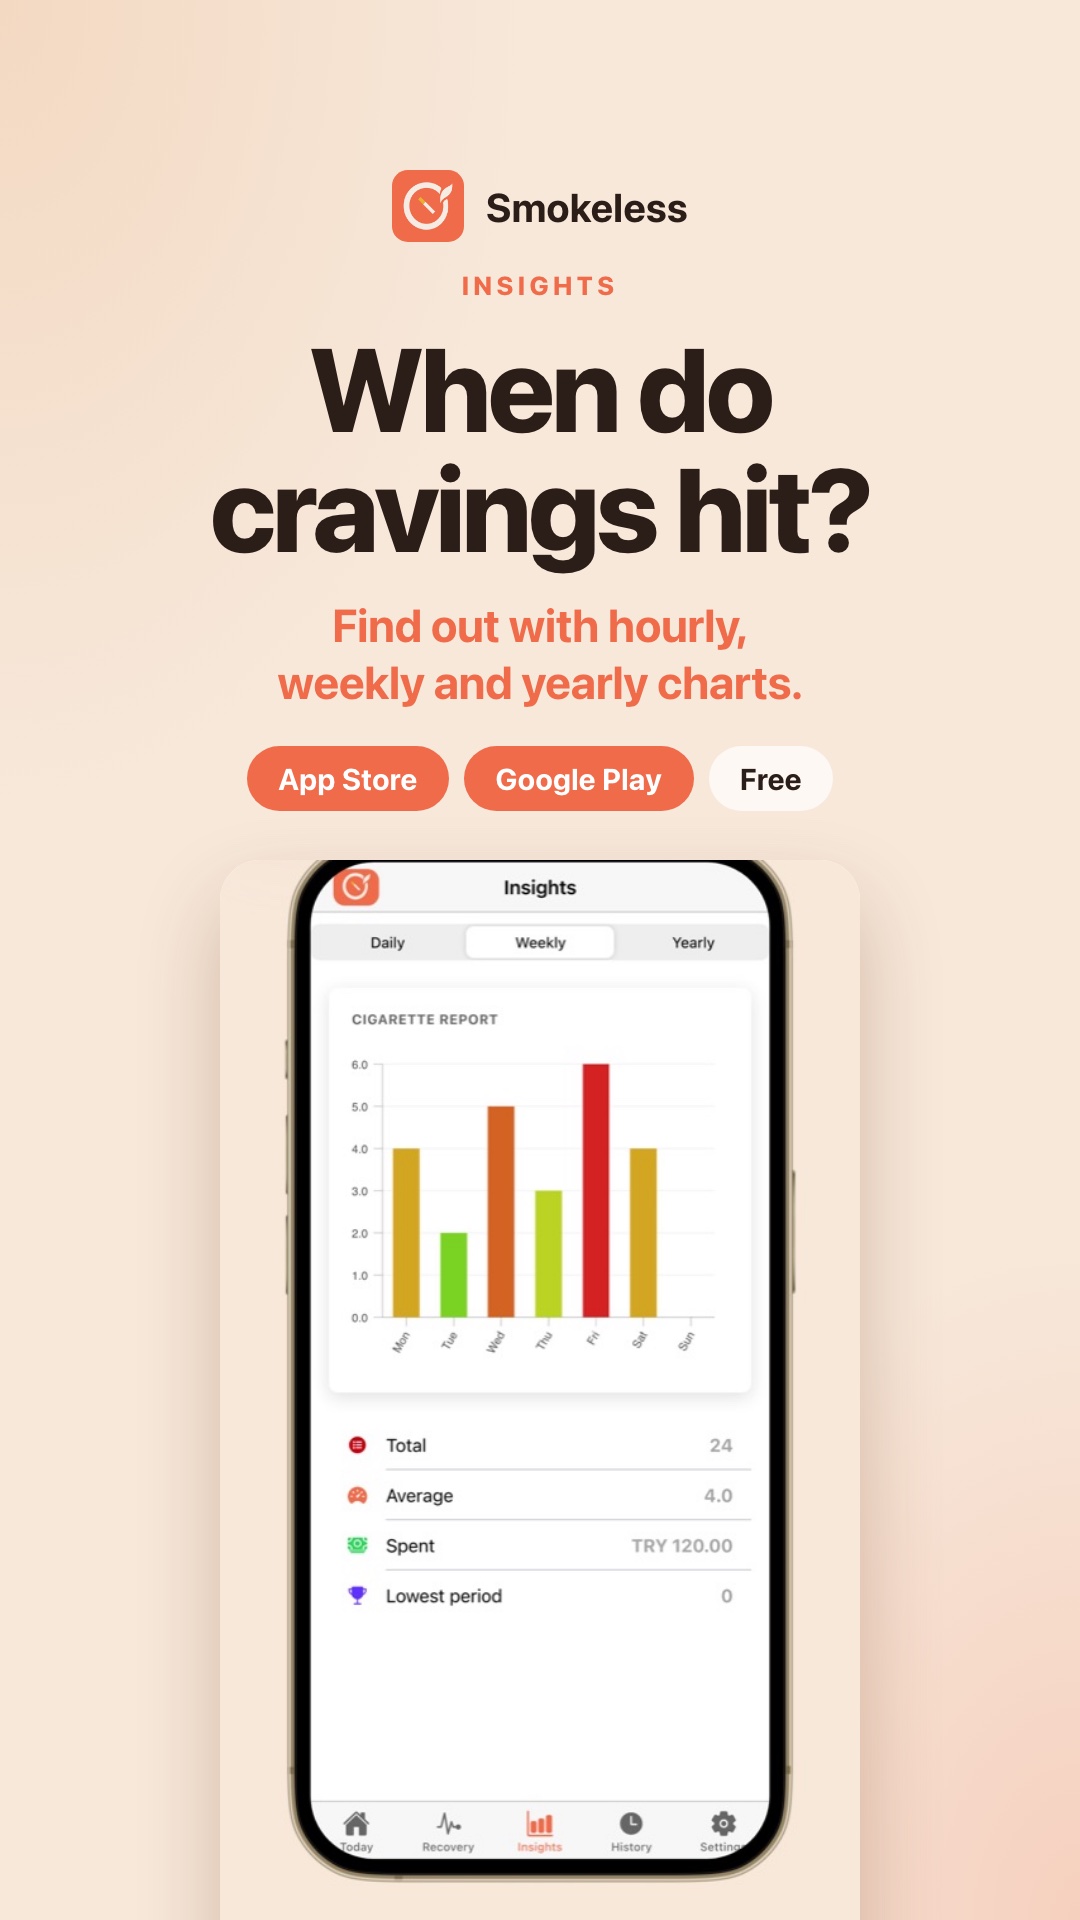 Smokeless
INSIGHTS
When do
cravings hit?
Find out with hourly,
weekly and yearly charts.
App Store Google Play Free
Insights
Daily Weekly Yearly
CIGARETTE REPORT
6.0
5.0
4.0
3.0
2.0
1.0
0.0
Mon Tue Wed Thu Fri Sat Sun
Total 24
Average 4.0
Spent TRY 120.00
Lowest period 0
Today Recovery Insights History Settings